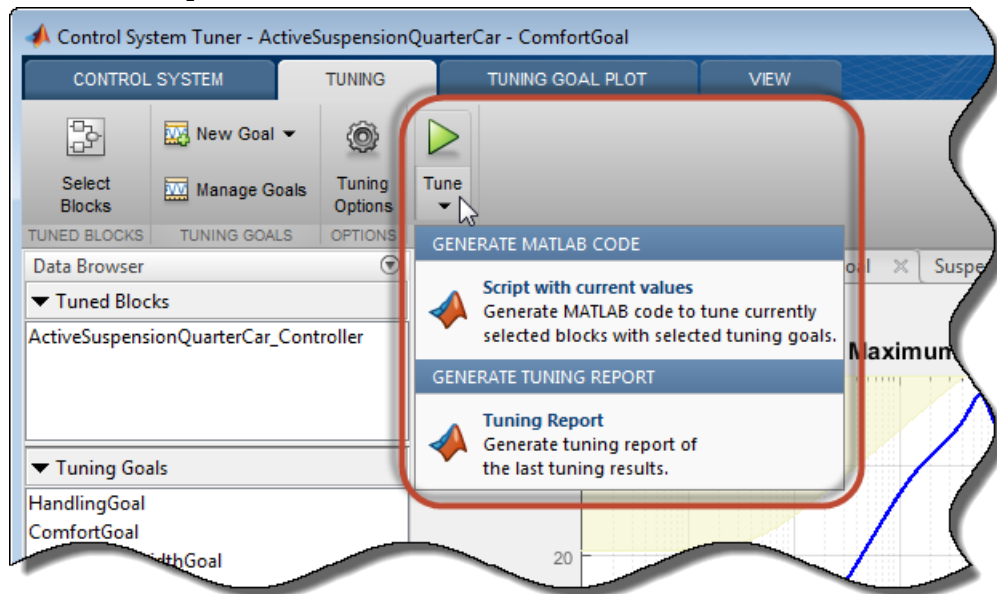 Control System Tuner - ActiveSuspensionQuarterCar - ComfortGoal
CONTROL SYSTEM
TUNING
TUNING GOAL PLOT
VIEW
Select
Blocks
New Goal
Manage Goals
Tuning
Options
Tune
TUNED BLOCKS
TUNING GOALS
OPTIONS
GENERATE MATLAB CODE
Script with current values
Generate MATLAB code to tune currently
selected blocks with selected tuning goals.
GENERATE TUNING REPORT
Tuning Report
Generate tuning report of
the last tuning results.
Data Browser
Tuned Blocks
ActiveSuspensionQuarterCar_Controller
Tuning Goals
HandlingGoal
ComfortGoal
dthGoal
oal
Suspe
Maximum
20